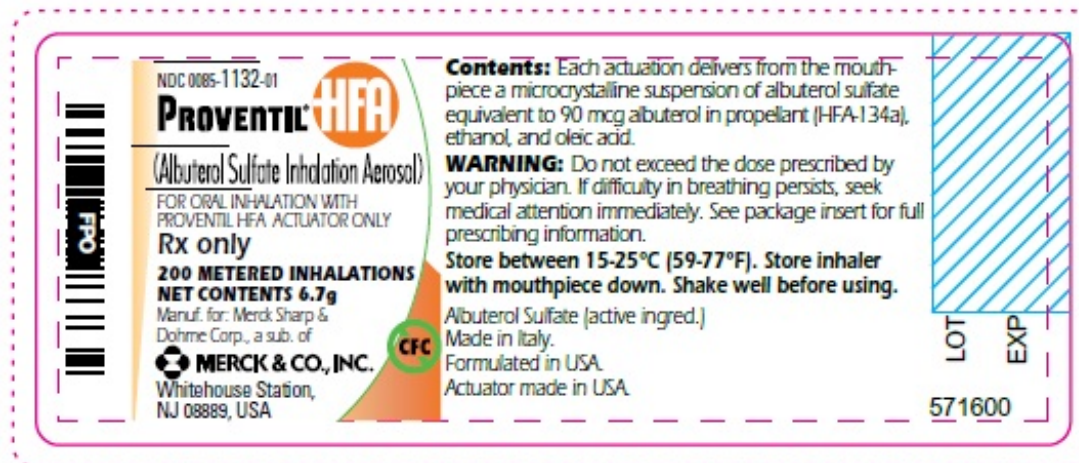 FPO
NDC 0085-1132-01
PROVENTIL® HFA
(Albuterol Sulfate Inhalation Aerosol)
FOR ORAL INHALATION WITH
PROVENTIL HFA ACTUATOR ONLY
Rx only
200 METERED INHALATIONS
NET CONTENTS 6.7g
Manuf. for: Merck Sharp &
Dohme Corp., a sub. of
MERCK & CO., INC.
Whitehouse Station,
NJ 08889, USA
CFC
Contents: Each actuation delivers from the mouth-
piece a microcrystalline suspension of albuterol sulfate
equivalent to 90 mcg albuterol in propellant (HFA-134a),
ethanol, and oleic acid.
WARNING: Do not exceed the dose prescribed by
your physician. If difficulty in breathing persists, seek
medical attention immediately. See package insert for full
prescribing information.
Store between 15-25°C (59-77°F). Store inhaler
with mouthpiece down. Shake well before using.
Albuterol Sulfate (active ingred.)
Made in Italy.
Formulated in USA.
Actuator made in USA.
LOT
EXP
571600